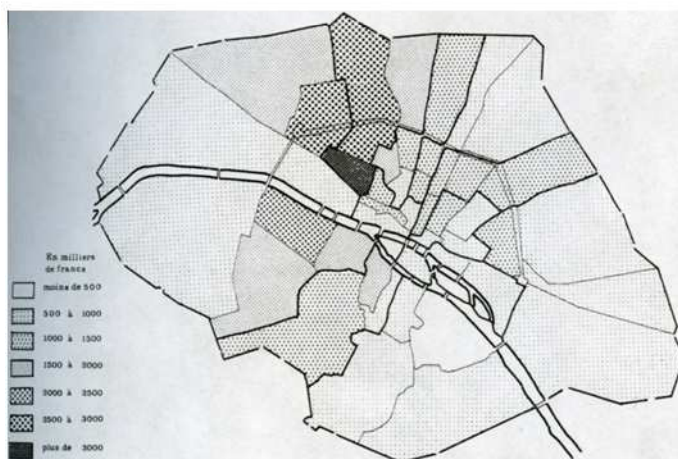 En milliers
de francs
moins de 500
500 à 1000
1000 à 1500
1500 à 2000
2000 à 2500
2500 à 3000
plus de 3000